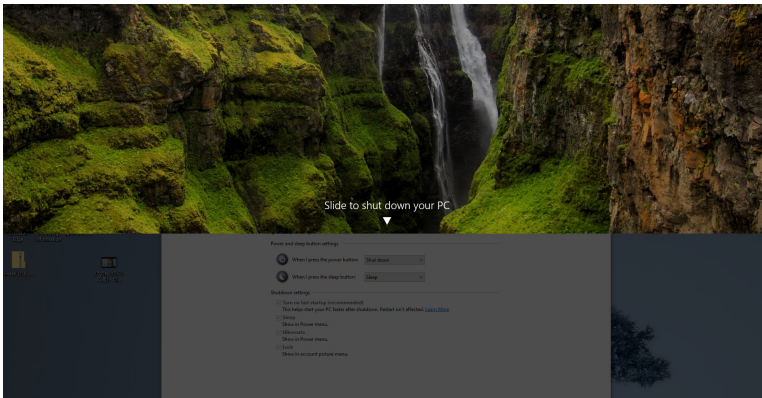 Slide to shut down your PC
Power and sleep button settings
When I press the power button: Shut down
When I press the sleep button: Sleep
Shutdown settings
Turn on fast startup (recommended)
This helps start your PC faster after shutdown. Restart isn't affected. Learn More
Sleep
Show in Power menu.
Hibernate
Show in Power menu.
Lock
Show in account picture menu.